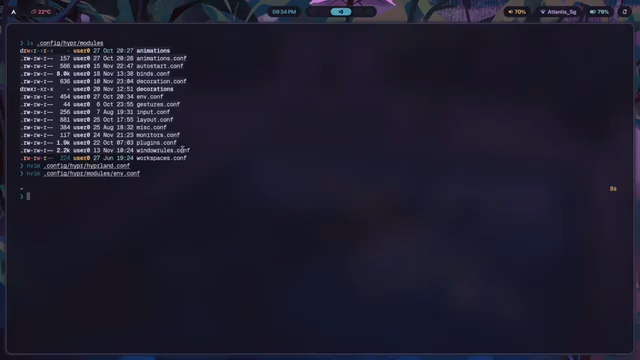 22°C 09:34 PM 70% Atlantis_5g 79%
❯ ls .config/hypr/modules
drwxr-xr-x - user0 27 Oct 20:27 animations
.rw-rw-r-- 157 user0 27 Oct 20:28 animations.conf
.rw-rw-r-- 566 user0 15 Nov 22:47 autostart.conf
.rw-rw-r-- 8.0k user0 18 Nov 13:38 binds.conf
.rw-rw-r-- 636 user0 10 Nov 23:04 decoration.conf
drwxr-xr-x - user0 20 Nov 12:51 decorations
.rw-rw-r-- 454 user0 27 Oct 20:34 env.conf
.rw-rw-r-- 44 user0 6 Oct 23:55 gestures.conf
.rw-rw-r-- 256 user0 7 Aug 19:31 input.conf
.rw-rw-r-- 881 user0 25 Oct 17:55 layout.conf
.rw-rw-r-- 384 user0 25 Aug 18:32 misc.conf
.rw-rw-r-- 117 user0 24 Nov 21:23 monitors.conf
.rw-rw-r-- 1.9k user0 22 Oct 07:03 plugins.conf
.rw-rw-r-- 2.2k user0 13 Nov 10:24 windowrules.conf
.rw-rw-r-- 224 user0 27 Jun 19:24 workspaces.conf
❯ nvim .config/hypr/hyprland.conf
❯ nvim .config/hypr/modules/env.conf
~ 8s
❯